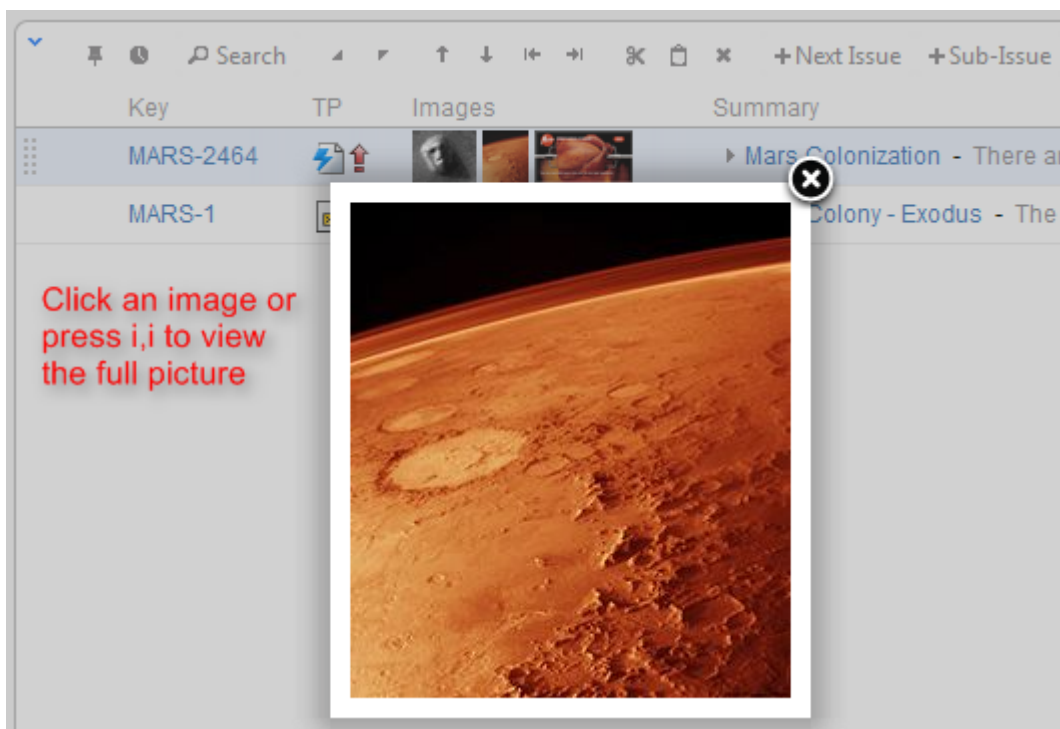 Search +Next Issue +Sub-Issue
Key TP Images Summary
MARS-2464 Mars Colonization - There
MARS-1 Colony - Exodus - The
Click an image or
press i,i to view
the full picture